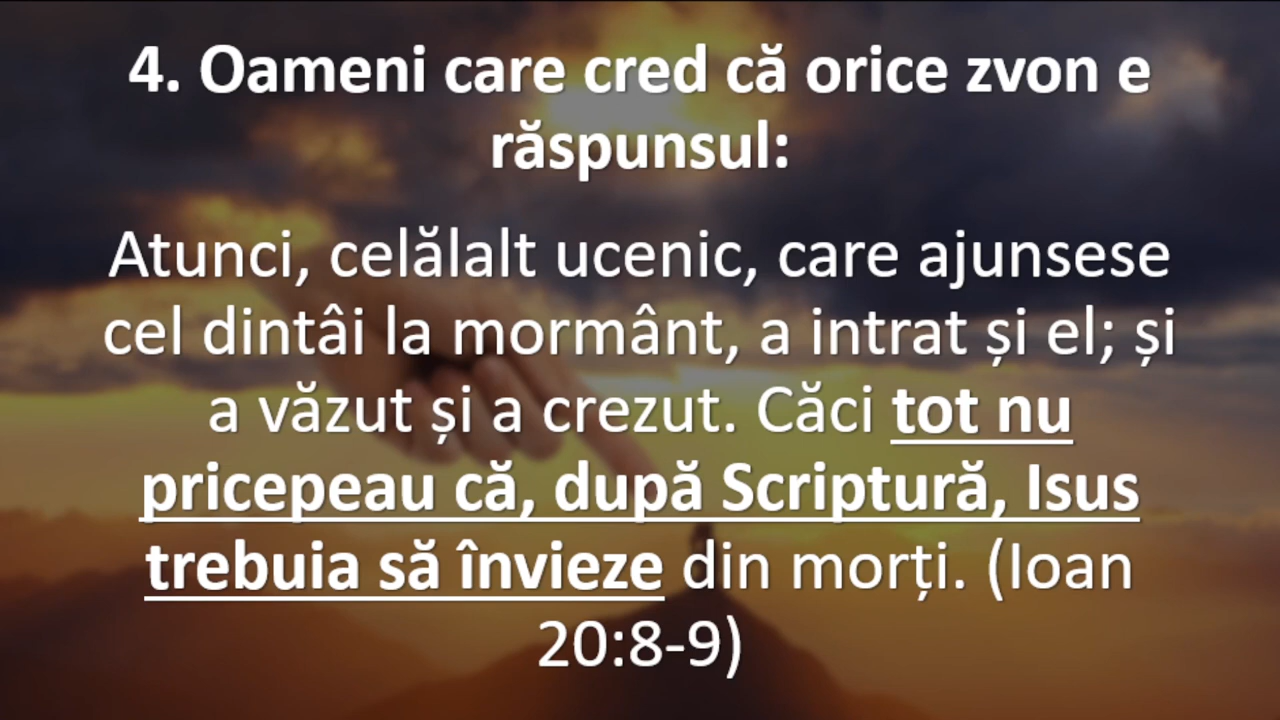 4. Oameni care cred că orice zvon e
răspunsul:
Atunci, celălalt ucenic, care ajunsese
cel dintâi la mormânt, a intrat și el; și
a văzut și a crezut. Căci tot nu
pricepeau că, după Scriptură, Isus
trebuia să învieze din morți. (Ioan
20:8-9)